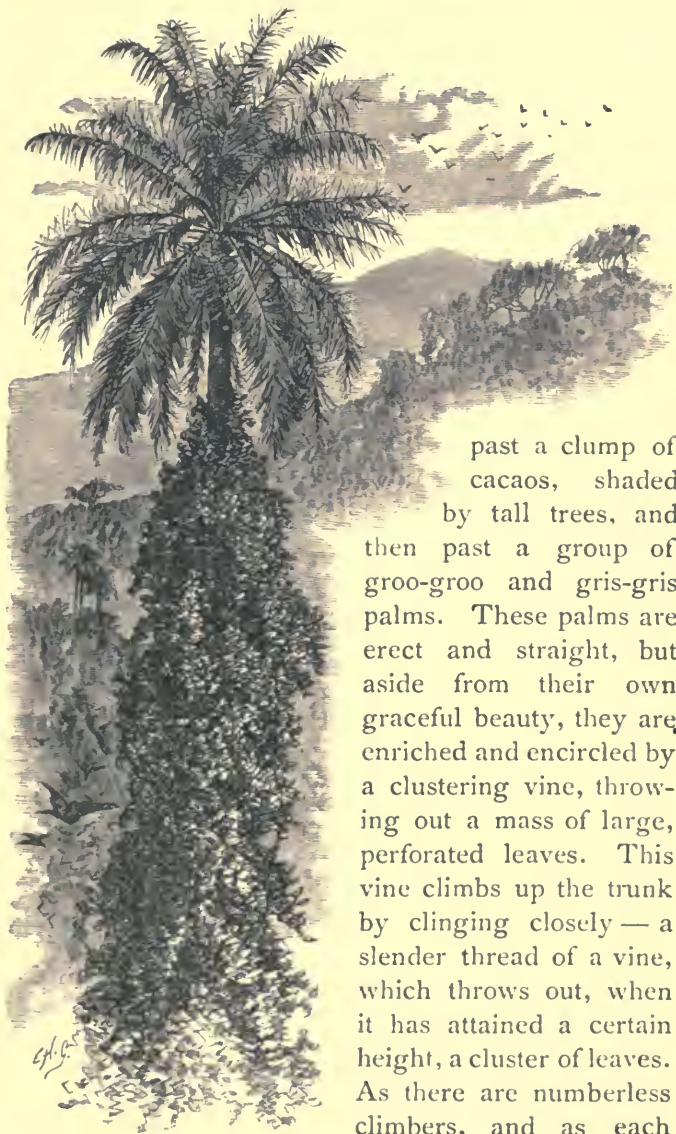 past a clump of
cacaos, shaded
by tall trees, and
then past a group of
groo-groo and gris-gris
palms. These palms are
erect and straight, but
aside from their own
graceful beauty, they are
enriched and encircled by
a clustering vine, throw-
ing out a mass of large,
perforated leaves. This
vine climbs up the trunk
by clinging closely — a
slender thread of a vine,
which throws out, when
it has attained a certain
height, a cluster of leaves.
As there are numberless
climbers, and as each